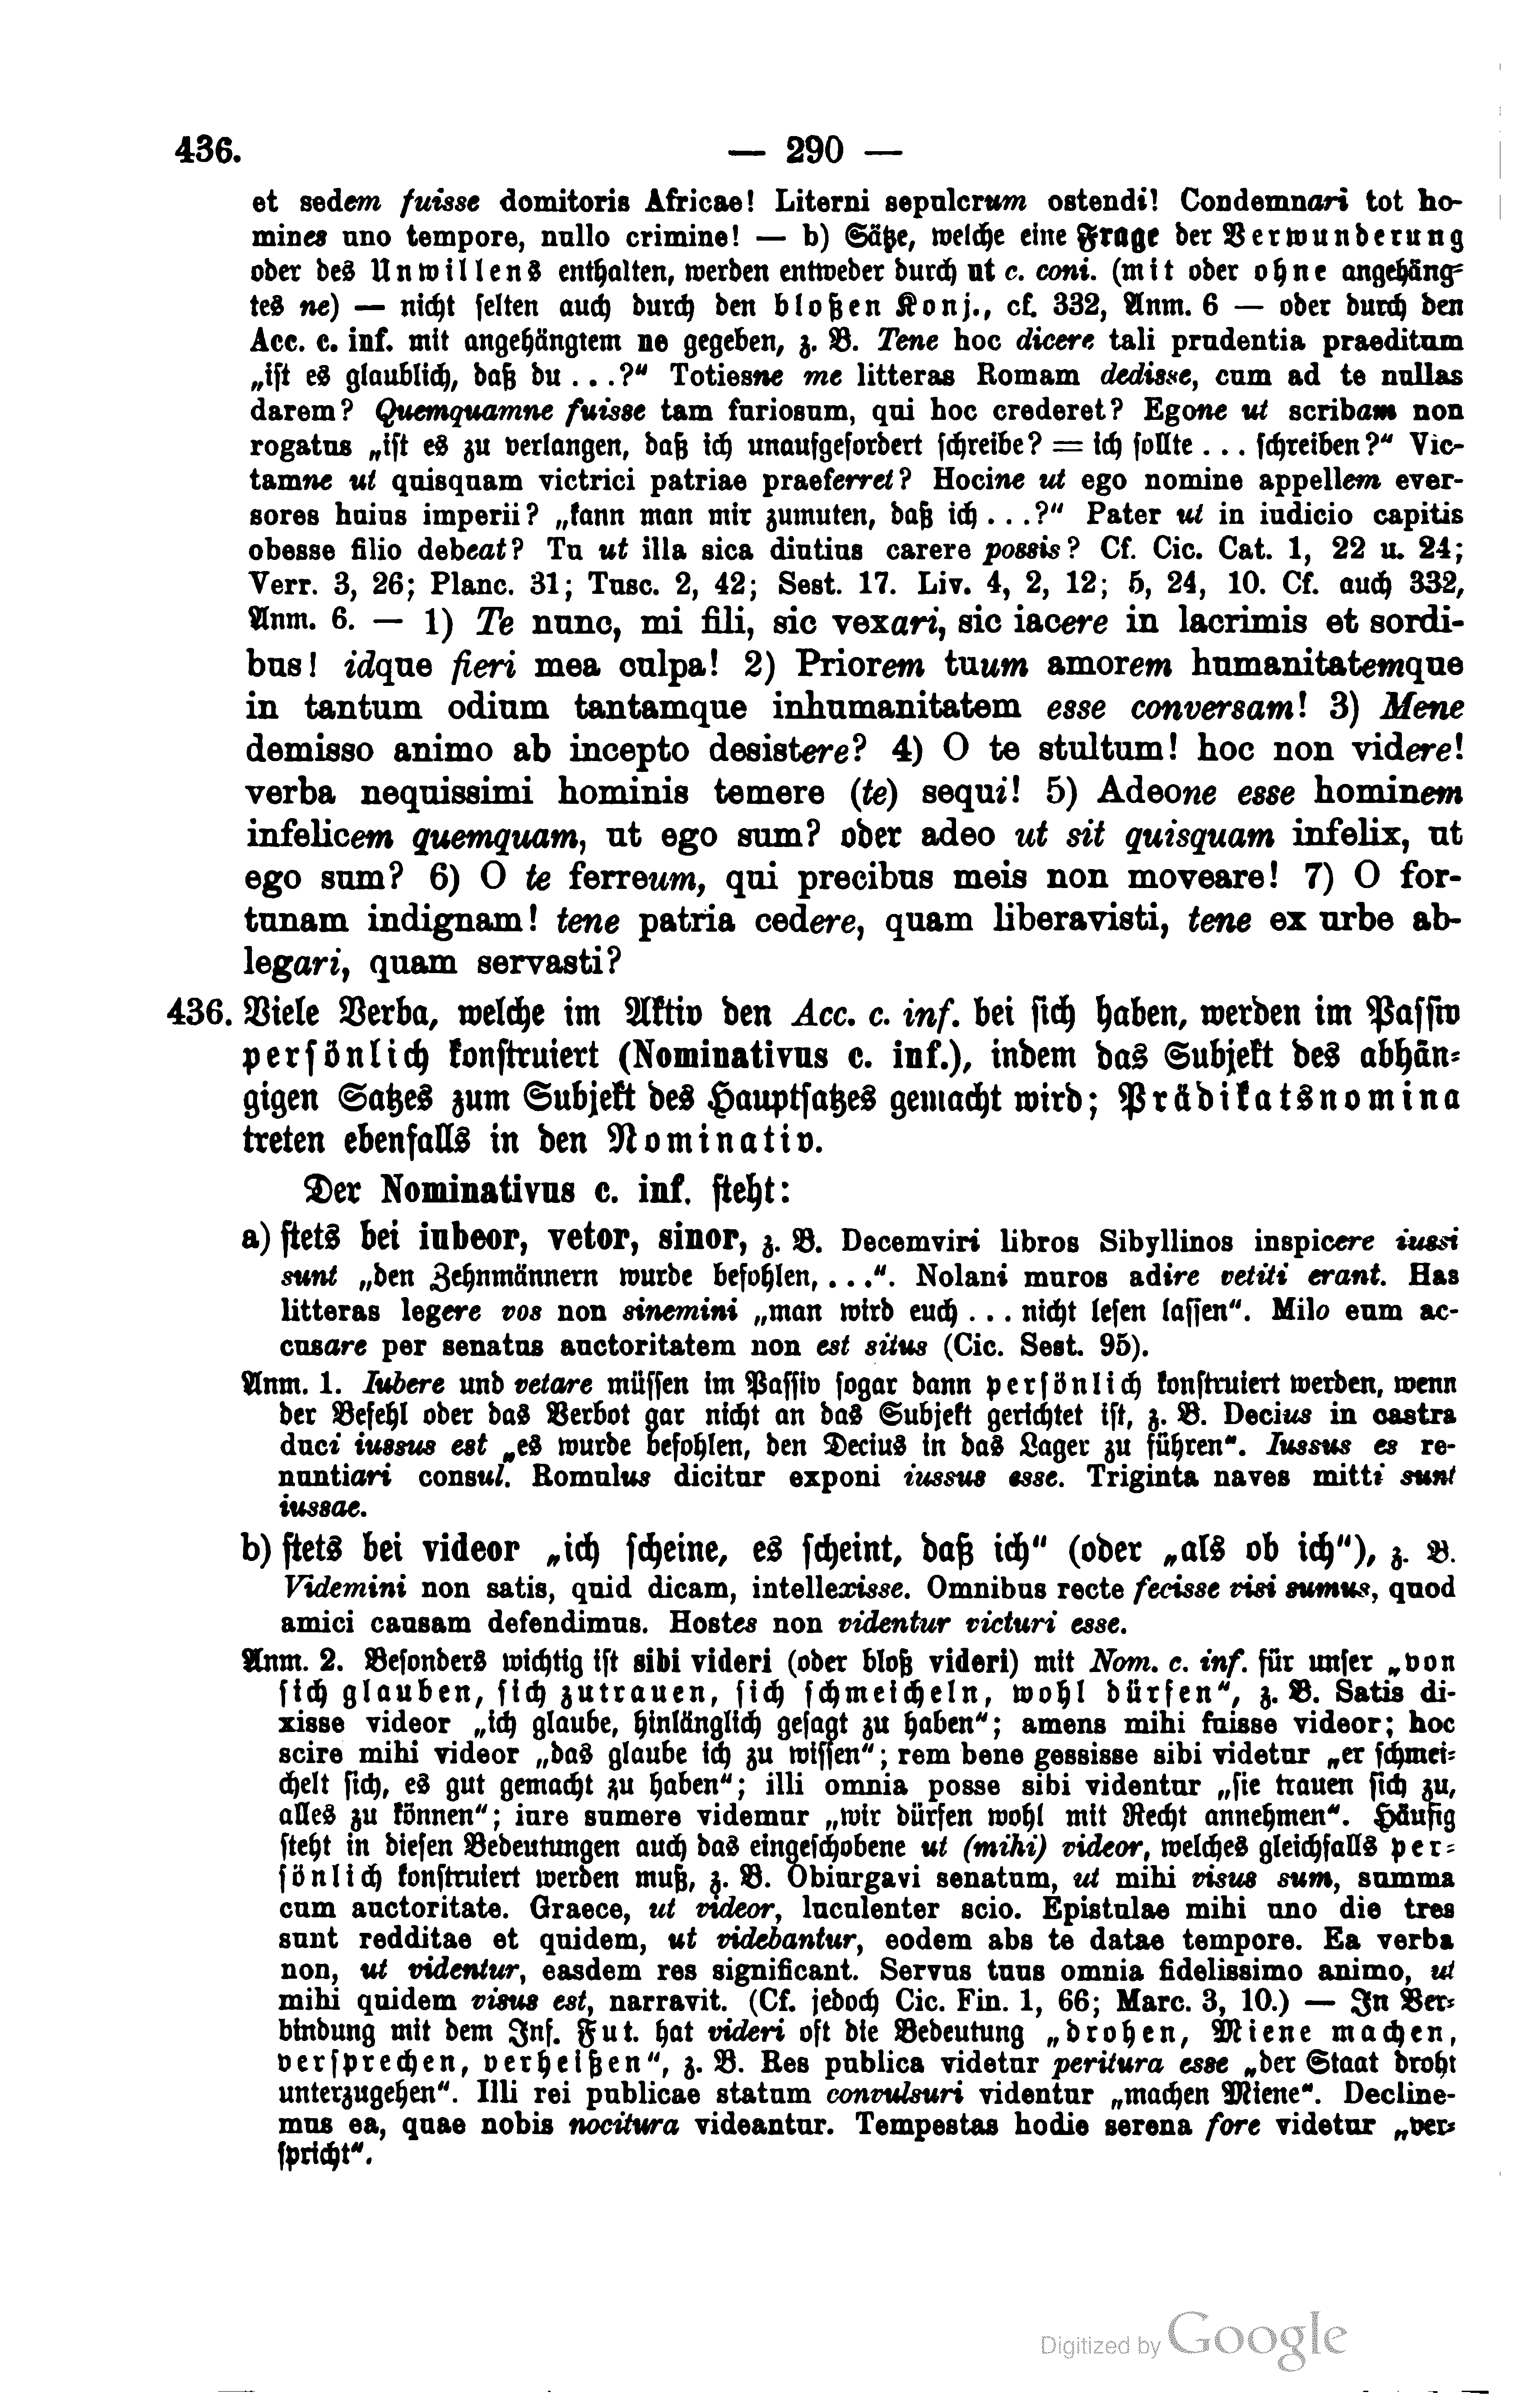 436. — 290 —
et sedem fuisse domitoris Africae! Literni sepulcrum ostendi! Condemnari tot ho-
mines uno tempore, nullo crimine! — b) Sätze, welche eine Frage der Verwunderung
oder des Unwillens enthalten, werden entweder durch ut c. coni. (mit oder ohne angehäng-
tes ne) — nicht selten auch durch den bloßen Konj., cf. 332, Anm. 6 — oder durch den
Acc. c. inf. mit angehängtem ne gegeben, z. B. Tene hoc dicere tali prudentia praeditum
„ist es glaublich, daß du ...?“ Totiesne me litteras Romam dedisse, cum ad te nullas
darem? Quemquamne fuisse tam furiosum, qui hoc crederet? Egone ut scribam non
rogatus „ist es zu verlangen, daß ich unaufgefordert schreibe? = ich sollte ... schreiben?“ Vic-
tamne ut quisquam victrici patriae praeferret? Hocine ut ego nomine appellem ever-
sores huius imperii? „kann man mir zumuten, daß ich ...?“ Pater ut in iudicio capitis
obesse filio debeat? Tu ut illa sica diutius carere possis? Cf. Cic. Cat. 1, 22 u. 24;
Verr. 3, 26; Planc. 31; Tusc. 2, 42; Sest. 17. Liv. 4, 2, 12; 5, 24, 10. Cf. auch 332,
Anm. 6. — 1) Te nunc, mi fili, sic vexari, sic iacere in lacrimis et sordi-
bus! idque fieri mea culpa! 2) Priorem tuum amorem humanitatemque
in tantum odium tantamque inhumanitatem esse conversam! 3) Mene
demisso animo ab incepto desistere? 4) O te stultum! hoc non videre!
verba nequissimi hominis temere (te) sequi! 5) Adeone esse hominem
infelicem quemquam, ut ego sum? oder adeo ut sit quisquam infelix, ut
ego sum? 6) O te ferreum, qui precibus meis non moveare! 7) O for-
tunam indignam! tene patria cedere, quam liberavisti, tene ex urbe ab-
legari, quam servasti?
436. Viele Verba, welche im Aktiv den Acc. c. inf. bei sich haben, werden im Passiv
persönlich konstruiert (Nominativus c. inf.), indem das Subjekt des abhän-
gigen Satzes zum Subjekt des Hauptsatzes gemacht wird; Prädikatsnomina
treten ebenfalls in den Nominativ.
Der Nominativus c. inf. steht:
a) stets bei iubeor, vetor, sinor, z. B. Decemviri libros Sibyllinos inspicere iussi
sunt „den Zehnmännern wurde befohlen, ...“. Nolani muros adire vetiti erant. Has
litteras legere vos non sinemini „man wird euch ... nicht lesen lassen“. Milo eum ac-
cusare per senatus auctoritatem non est situs (Cic. Sest. 95).
Anm. 1. Iubere und vetare müssen im Passiv sogar dann persönlich konstruiert werden, wenn
der Befehl oder das Verbot gar nicht an das Subjekt gerichtet ist, z. B. Decius in castra
duci iussus est „es wurde befohlen, den Decius in das Lager zu führen“. Iussus es re-
nuntiari consul. Romulus dicitur exponi iussus esse. Triginta naves mitti sunt
iussae.
b) stets bei videor „ich scheine, es scheint, daß ich“ (oder „als ob ich“), z. B.
Videmini non satis, quid dicam, intellexisse. Omnibus recte fecisse visi sumus, quod
amici causam defendimus. Hostes non videntur victuri esse.
Anm. 2. Besonders wichtig ist sibi videri (oder bloß videri) mit Nom. c. inf. für unser „von
sich glauben, sich zutrauen, sich schmeicheln, wohl dürfen“, z. B. Satis di-
xisse videor „ich glaube, hinlänglich gesagt zu haben“; amens mihi fuisse videor; hoc
scire mihi videor „das glaube ich zu wissen“; rem bene gessisse sibi videtur „er schmei-
chelt sich, es gut gemacht zu haben“; illi omnia posse sibi videntur „sie trauen sich zu,
alles zu können“; iure sumere videmur „wir dürfen wohl mit Recht annehmen“. Häufig
steht in diesen Bedeutungen auch das eingeschobene ut (mihi) videor, welches gleichfalls per-
sönlich konstruiert werden muß, z. B. Obiurgavi senatum, ut mihi visus sum, summa
cum auctoritate. Graece, ut videor, luculenter scio. Epistulae mihi uno die tres
sunt redditae et quidem, ut videbantur, eodem abs te datae tempore. Ea verba
non, ut videntur, easdem res significant. Servus tuus omnia fidelissimo animo, ut
mihi quidem visus est, narravit. (Cf. jedoch Cic. Fin. 1, 66; Marc. 3, 10.) — In Ver-
bindung mit dem Inf. Fut. hat videri oft die Bedeutung „drohen, Miene machen,
versprechen, verheißen“, z. B. Res publica videtur peritura esse „der Staat droht
unterzugehen“. Illi rei publicae statum convulsuri videntur „machen Miene“. Decline-
mus ea, quae nobis nocitura videantur. Tempestas hodie serena fore videtur „ver-
spricht“.
Digitized by Google